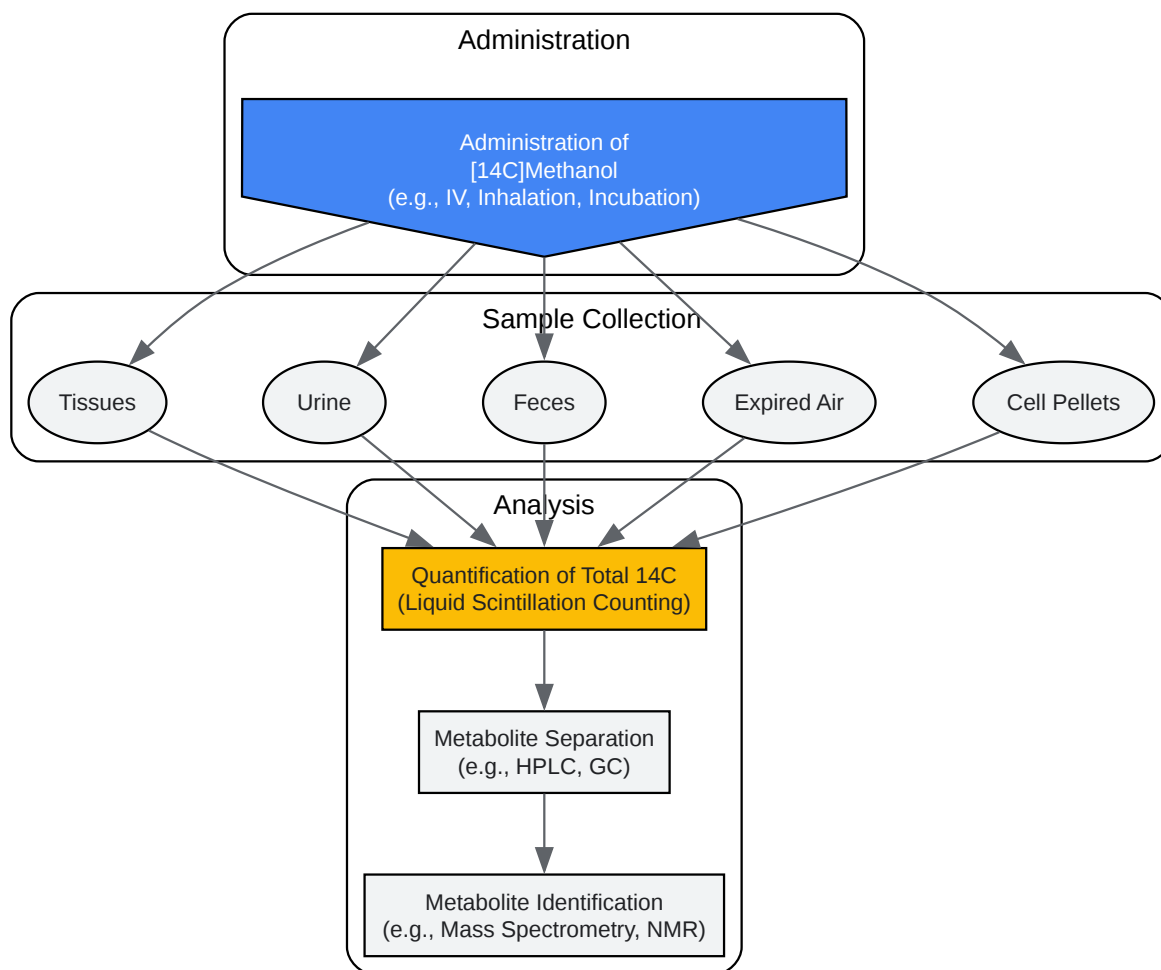 Administration
Administration of
[14C]Methanol
(e.g., IV, Inhalation, Incubation)
Sample Collection
Tissues
Urine
Feces
Expired Air
Cell Pellets
Analysis
Quantification of Total 14C
(Liquid Scintillation Counting)
Metabolite Separation
(e.g., HPLC, GC)
Metabolite Identification
(e.g., Mass Spectrometry, NMR)